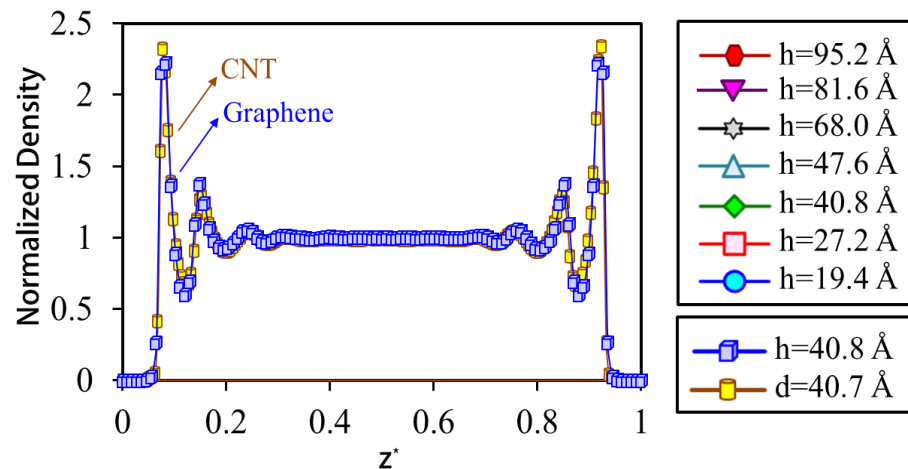 2.5
2
1.5
1
0.5
0
Normalized Density
CNT
Graphene
0 0.2 0.4 0.6 0.8 1
z*
h=95.2 Å
h=81.6 Å
h=68.0 Å
h=47.6 Å
h=40.8 Å
h=27.2 Å
h=19.4 Å
h=40.8 Å
d=40.7 Å